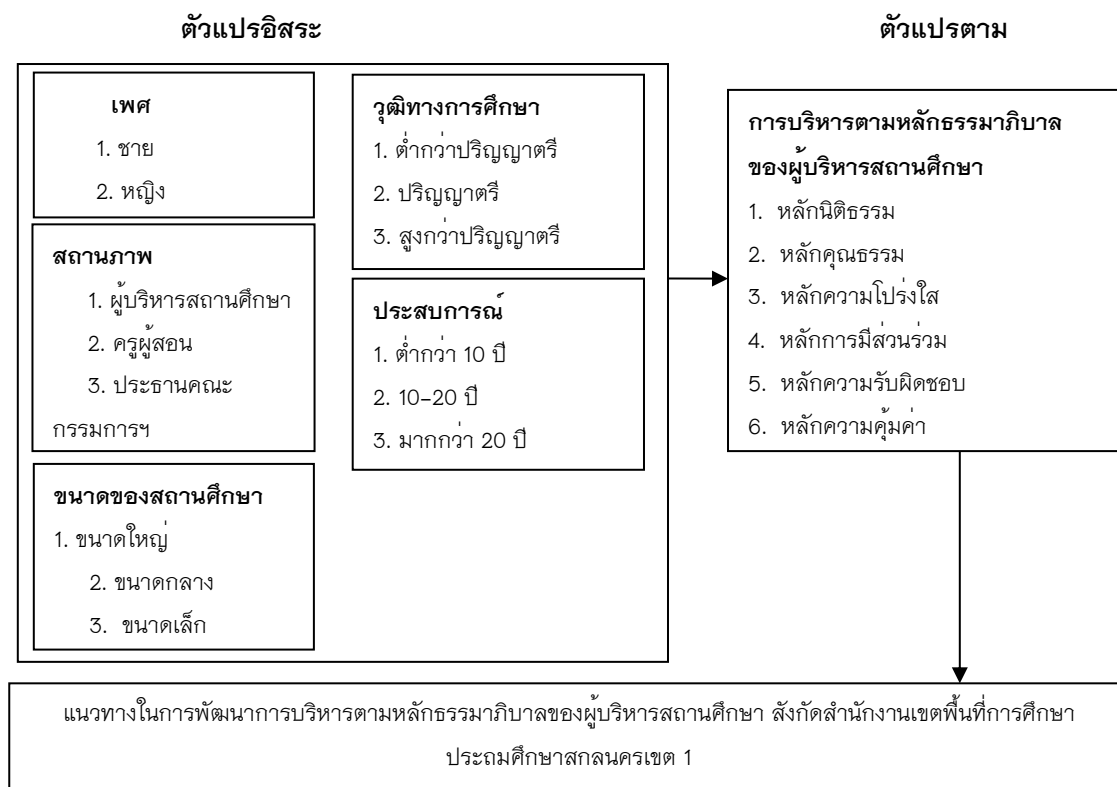 ตัวแปรอิสระ
ตัวแปรตาม
เพศ
1. ชาย
2. หญิง
สถานภาพ
1. ผู้บริหารสถานศึกษา
2. ครูผู้สอน
3. ประธานคณะ
กรรมการฯ
ขนาดของสถานศึกษา
1. ขนาดใหญ่
2. ขนาดกลาง
3. ขนาดเล็ก
วุฒิทางการศึกษา
1. ต่ำกว่าปริญญาตรี
2. ปริญญาตรี
3. สูงกว่าปริญญาตรี
ประสบการณ์
1. ต่ำกว่า 10 ปี
2. 10–20 ปี
3. มากกว่า 20 ปี
การบริหารตามหลักธรรมาภิบาล
ของผู้บริหารสถานศึกษา
1. หลักนิติธรรม
2. หลักคุณธรรม
3. หลักความโปร่งใส
4. หลักการมีส่วนร่วม
5. หลักความรับผิดชอบ
6. หลักความคุ้มค่า
แนวทางในการพัฒนาการบริหารตามหลักธรรมาภิบาลของผู้บริหารสถานศึกษา สังกัดสำนักงานเขตพื้นที่การศึกษา
ประถมศึกษาสกลนครเขต 1